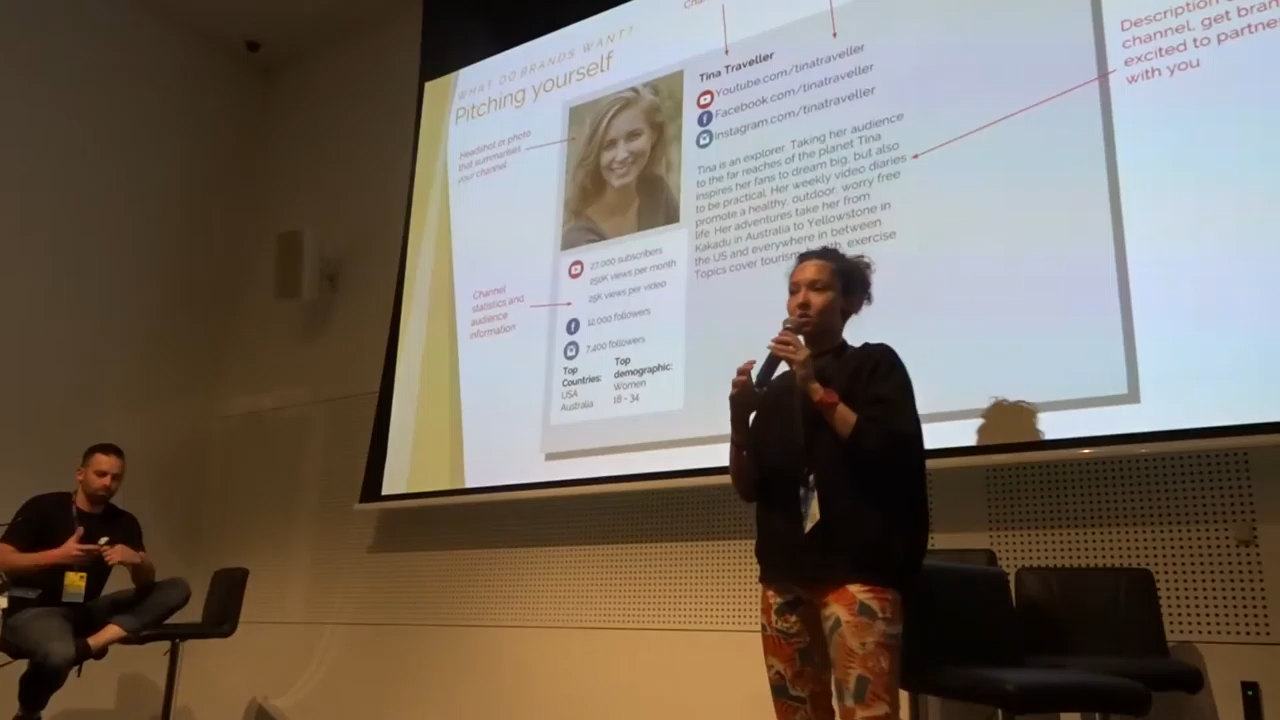 WHAT DO BRANDS WANT?
Pitching yourself
Headshot or photo
that summarises
your channel
Tina Traveller
Youtube.com/tinatraveller
Facebook.com/tinatraveller
Instagram.com/tinatraveller
Description
channel, get bran
excited to partne
with you
Tina is an explorer. Taking her audience
to the far reaches of the planet Tina
inspires her fans to dream big, but also
to be practical. Her weekly video diaries
promote a healthy, outdoor, worry free
life. Her adventures take her from
Kakadu in Australia to Yellowstone in
the US and everywhere in between.
Topics cover tourism, health, exercise
Channel
statistics and
audience
information
27,000 subscribers
250K views per month
25K views per video
12,000 followers
7,400 followers
Top
Countries:
USA
Australia
Top
demographic:
Women
18 - 34